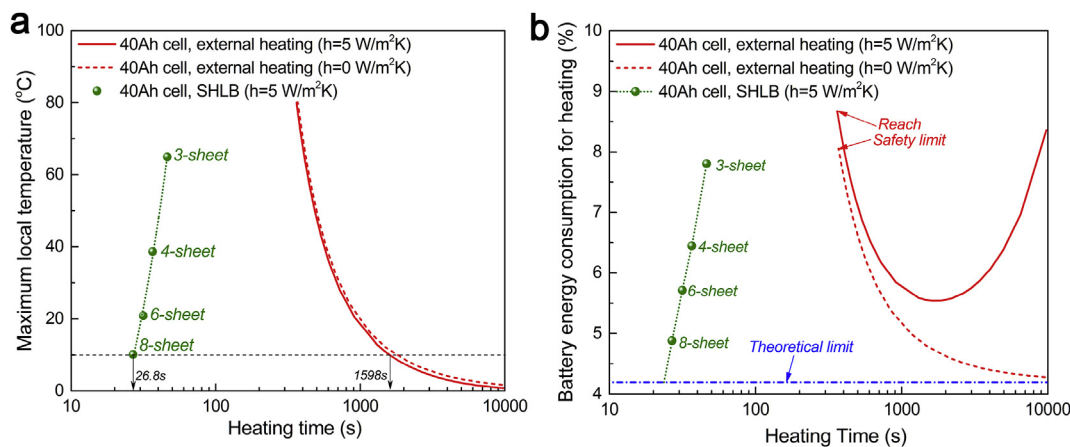 a
Maximum local temperature (°C)
100
80
60
40
20
0
40Ah cell, external heating (h=5 W/m²K)
40Ah cell, external heating (h=0 W/m²K)
40Ah cell, SHLB (h=5 W/m²K)
3-sheet
4-sheet
6-sheet
8-sheet
26.8s
1598s
10
100
1000
10000
Heating time (s)
b
Battery energy consumption for heating (%)
10
9
8
7
6
5
4
40Ah cell, external heating (h=5 W/m²K)
40Ah cell, external heating (h=0 W/m²K)
40Ah cell, SHLB (h=5 W/m²K)
Reach
Safety limit
3-sheet
4-sheet
6-sheet
8-sheet
Theoretical limit
10
100
1000
10000
Heating Time (s)